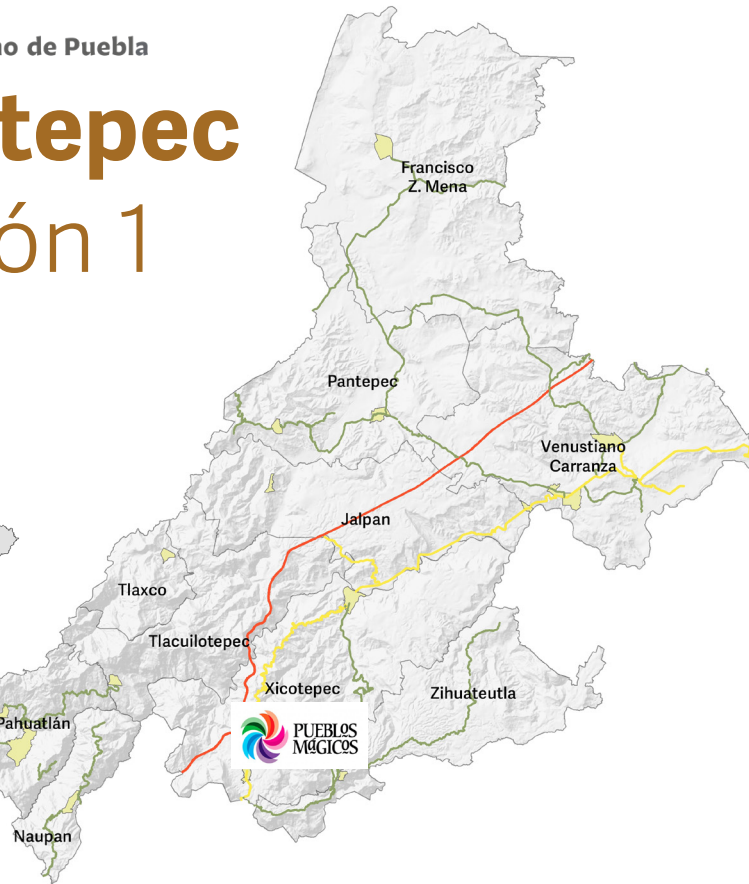 o de Puebla
tepec
ón 1
Francisco
Z. Mena
Pantepec
Venustiano
Carranza
Jalpan
Tlaxco
Tlacuilotepec
Xicotepec
Zihuateutla
Pahuatlán
PUEBLOS
MáGICOS
Naupan